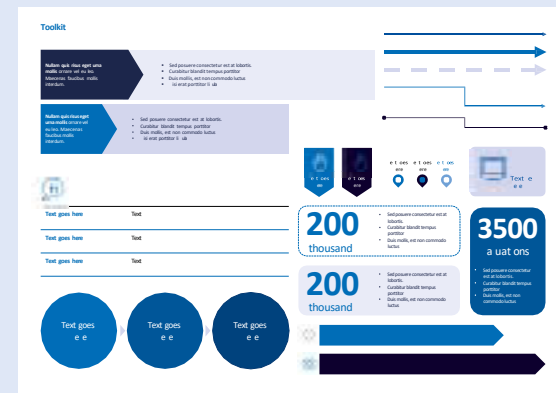 Toolkit
Nullam quis risus eget urna
mollis ornare vel eu leo.
Maecenas faucibus mollis
interdum.
• Sed posuere consectetur est at lobortis.
• Curabitur blandit tempus porttitor
• Duis mollis, est non commodo luctus
• porttitor
Nullam quis risus eget
urna mollis ornare vel
eu leo. Maecenas
faucibus mollis
interdum.
• Sed posuere consectetur est at lobortis.
• Curabitur blandit tempus porttitor
• Duis mollis, est non commodo luctus
• porttitor
Text
Text goes here Text
Text goes here Text
Text goes here Text
200
thousand
• Sed posuere consectetur est at
lobortis.
• Curabitur blandit tempus
porttitor
• Duis mollis, est non commodo
luctus
200
thousand
• Sed posuere consectetur est at
lobortis.
• Curabitur blandit tempus
porttitor
• Duis mollis, est non commodo
luctus
3500
• Sed posuere consectetur
est at lobortis.
• Curabitur blandit tempus
porttitor
• Duis mollis, est non
commodo luctus
Text goes
Text goes
Text goes